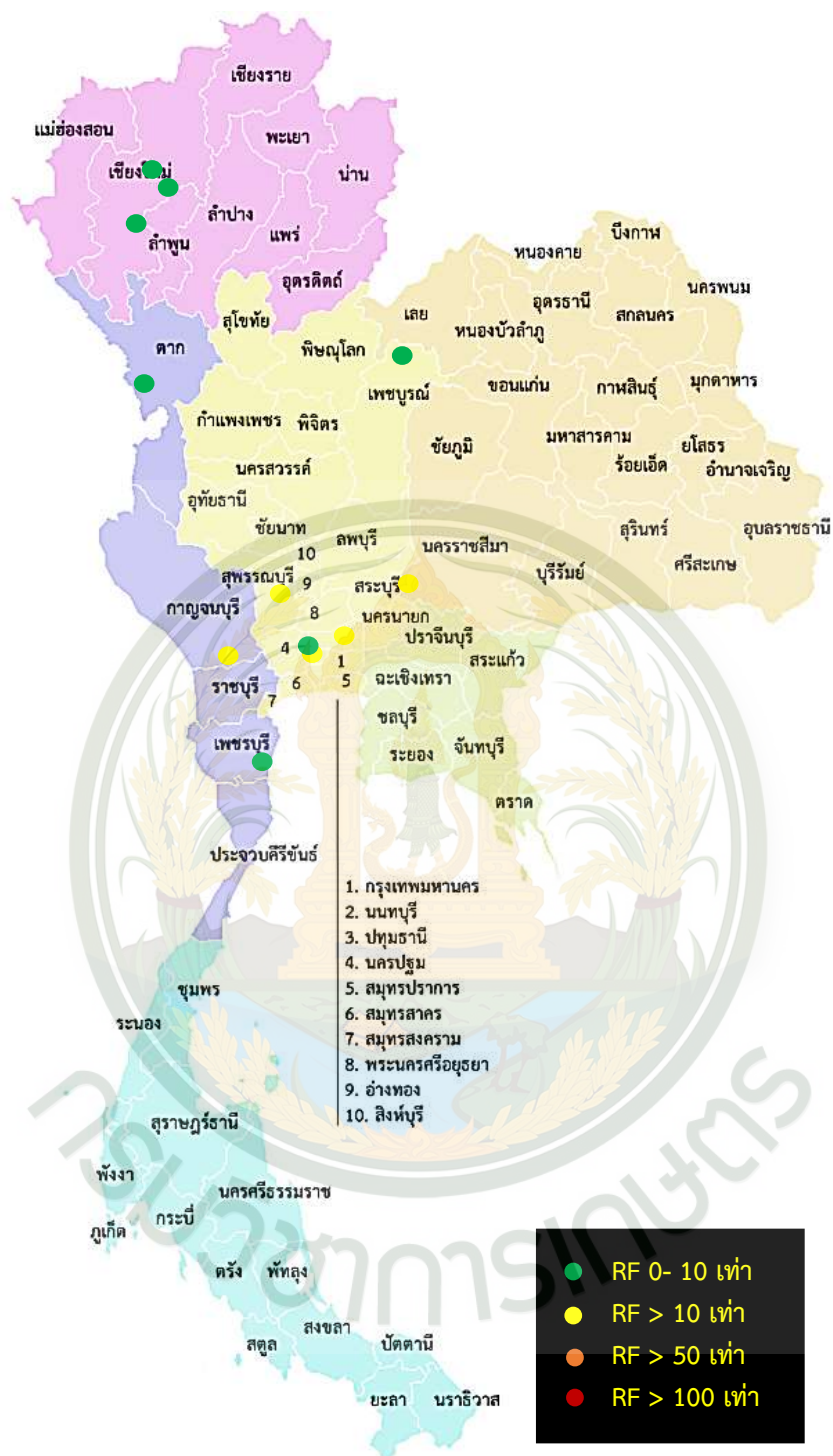 เชียงราย
แม่ฮ่องสอน
พะเยา
เชียงใหม่
น่าน
ลำปาง
แพร่
ลำพูน
อุตรดิตถ์
บึงกาฬ
หนองคาย
นครพนม
อุดรธานี
เลย
สกลนคร
สุโขทัย
หนองบัวลำภู
ตาก
พิษณุโลก
เพชบูรณ์
ขอนแก่น
กาฬสินธุ์
มุกดาหาร
กำแพงเพชร
พิจิตร
ชัยภูมิ
มหาสารคาม
ยโสธร
ร้อยเอ็ด
อำนาจเจริญ
นครสวรรค์
อุทัยธานี
ชัยนาท
ลพบุรี
นครราชสีมา
สุรินทร์
อุบลราชธานี
10
ศรีสะเกษ
สุพรรณบุรี
9
สระบุรี
บุรีรัมย์
กาญจนบุรี
8
นครนายก
ปราจีนบุรี
4
1
สระแก้ว
ราชบุรี
6
5
ฉะเชิงเทรา
7
ชลบุรี
เพชรบุรี
ระยอง
จันทบุรี
ตราด
ประจวบคีรีขันธ์
1. กรุงเทพมหานคร
2. นนทบุรี
3. ปทุมธานี
4. นครปฐม
5. สมุทรปราการ
6. สมุทรสาคร
7. สมุทรสงคราม
8. พระนครศรีอยุธยา
9. อ่างทอง
10. สิงห์บุรี
ชุมพร
ระนอง
สุราษฎร์ธานี
พังงา
นครศรีธรรมราช
กระบี่
ภูเก็ต
ตรัง
พัทลุง
สงขลา
สตูล
ปัตตานี
ยะลา
นราธิวาส
กรมวิชาการเกษตร
RF 0- 10 เท่า
RF > 10 เท่า
RF > 50 เท่า
RF > 100 เท่า